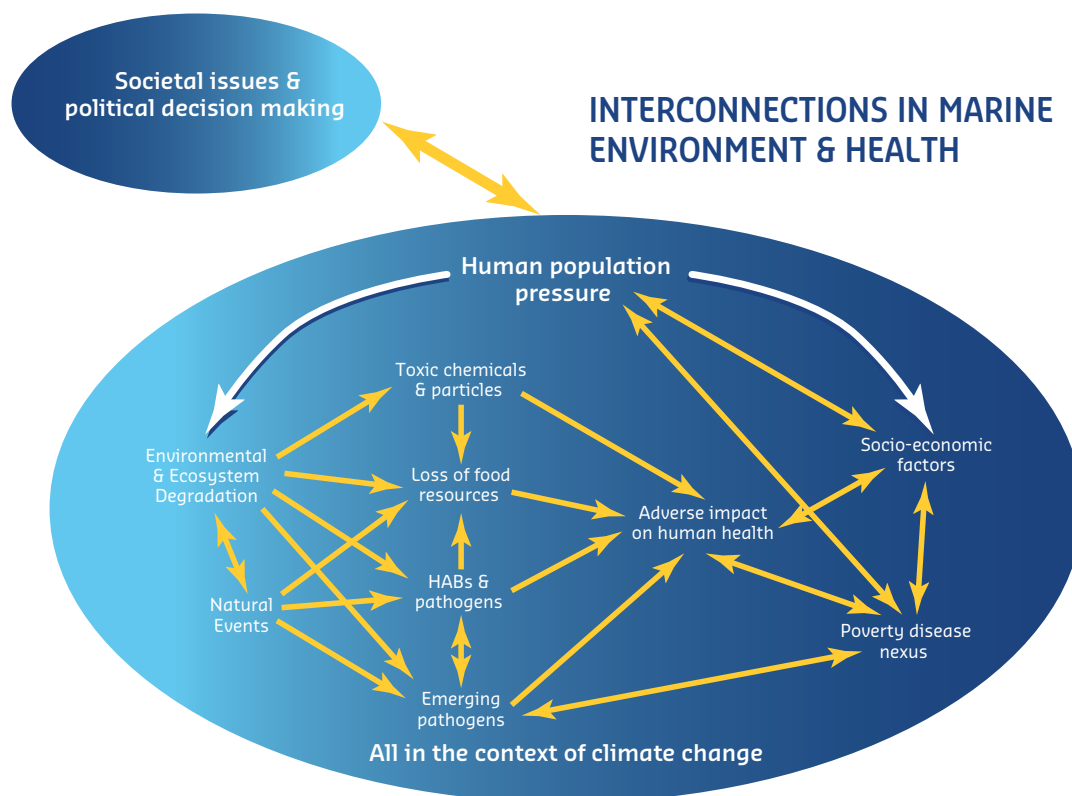 Societal issues &
political decision making
INTERCONNECTIONS IN MARINE
ENVIRONMENT & HEALTH
Human population
pressure
Toxic chemicals
& particles
Environmental
& Ecosystem
Degradation
Loss of food
resources
Socio-economic
factors
Adverse impact
on human health
HABs &
pathogens
Natural
Events
Poverty disease
nexus
Emerging
pathogens
All in the context of climate change